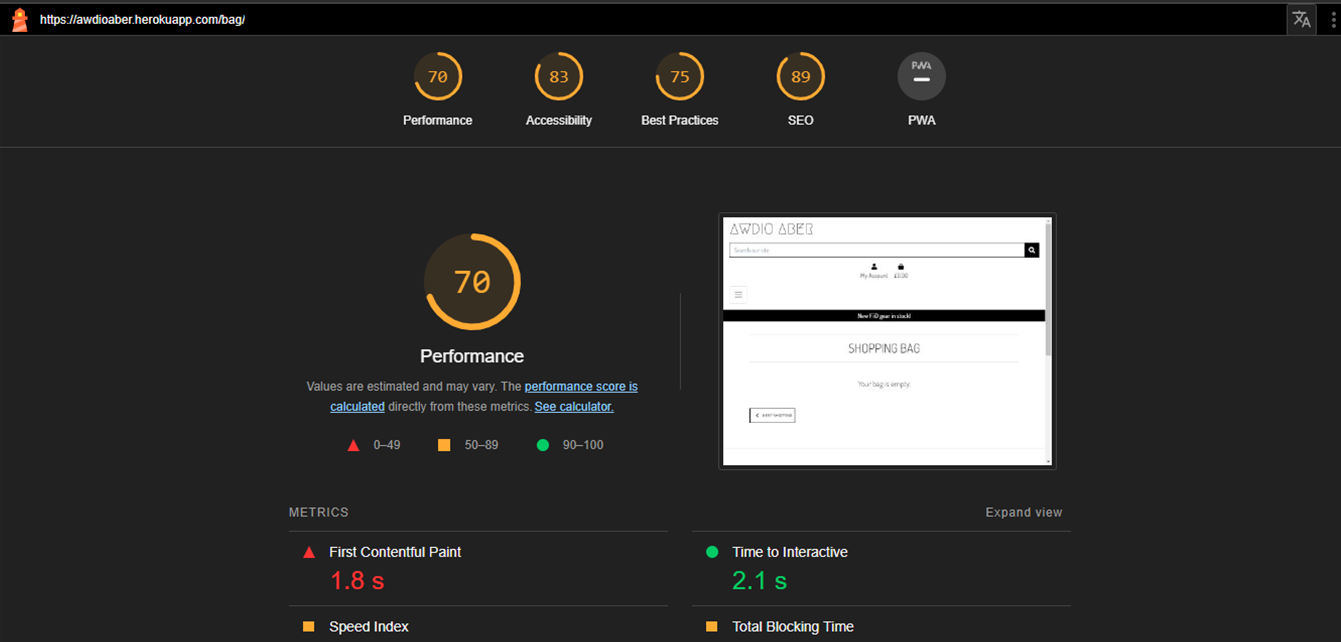 https://awdioaber.herokuapp.com/bag/
70 83 75 89 PWA
Performance Accessibility Best Practices SEO PWA
70
Performance
Values are estimated and may vary. The performance score is
calculated directly from these metrics. See calculator.
0–49 50–89 90–100
AWDIO ABER
Search our site
My Account £0.00
New FiiO gear in stock!
SHOPPING BAG
Your bag is empty.
KEEP SHOPPING
METRICS Expand view
First Contentful Paint
1.8 s
Time to Interactive
2.1 s
Speed Index
Total Blocking Time